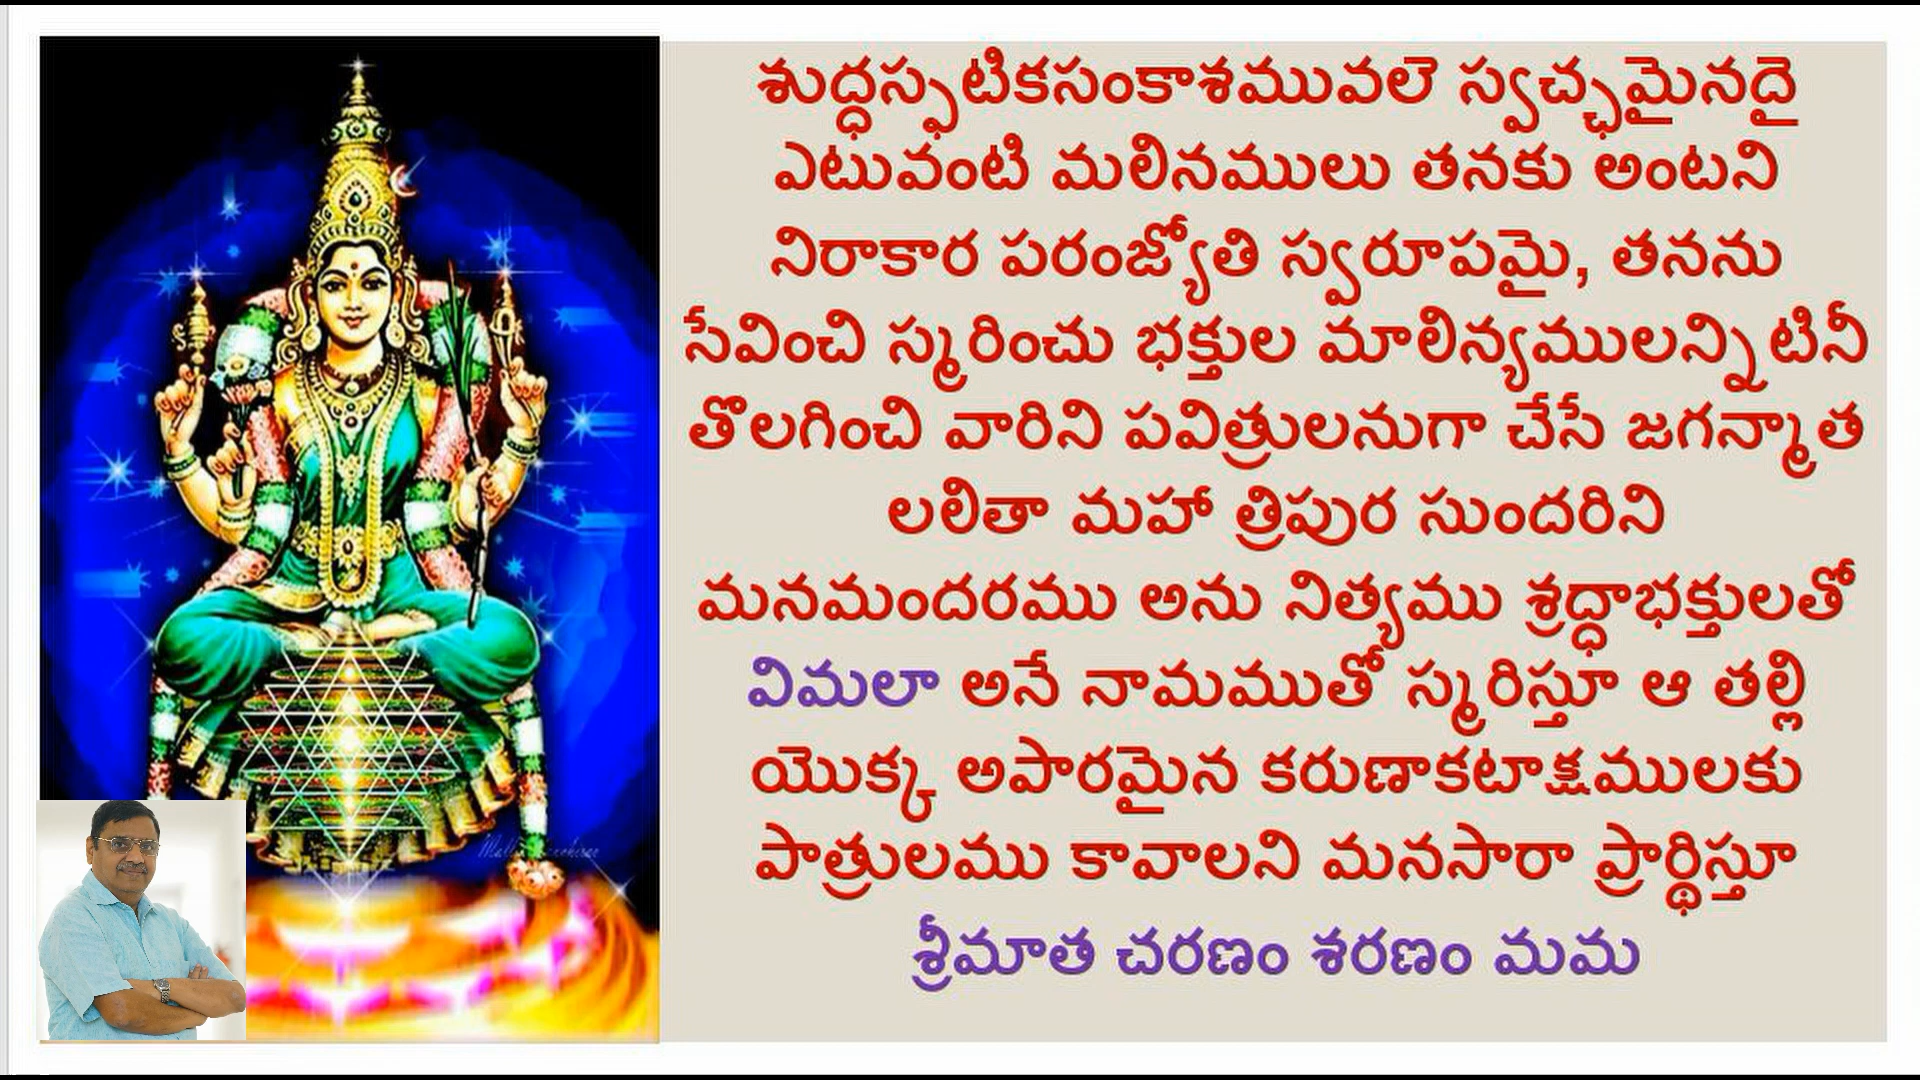 శుద్ధస్ఫటికసంకాశమువలె స్వచ్ఛమైనదై
ఎటువంటి మలినములు తనకు అంటని
నిరాకార పరంజ్యోతి స్వరూపమై, తనను
సేవించి స్మరించు భక్తుల మాలిన్యములన్నిటినీ
తొలగించి వారిని పవిత్రులనుగా చేసే జగన్మాత
లలితా మహా త్రిపుర సుందరిని
మనమందరము అను నిత్యము శ్రద్ధాభక్తులతో
విమలా అనే నామముతో స్మరిస్తూ ఆ తల్లి
యొక్క అపారమైన కరుణాకటాక్షములకు
పాత్రులము కావాలని మనసారా ప్రార్థిస్తూ
శ్రీమాత చరణం శరణం మమ